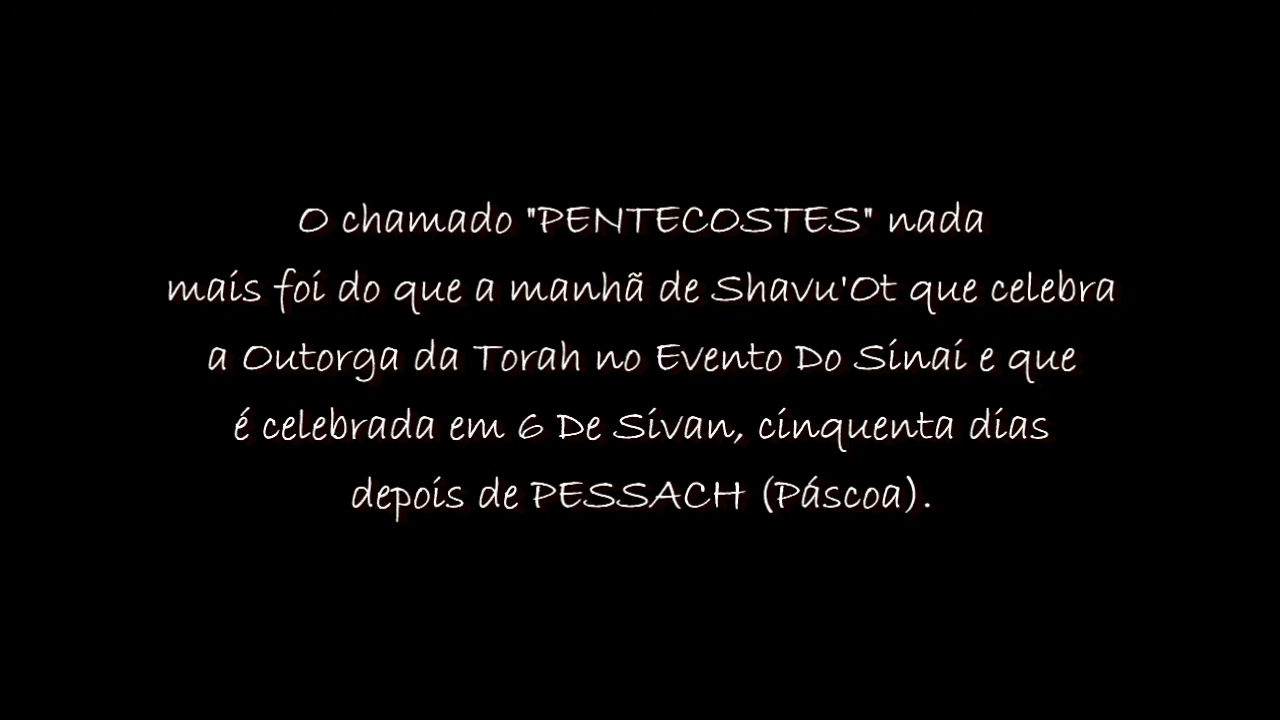 O chamado "PENTECOSTES" nada
mais foi do que a manhã de Shavu'Ot que celebra
a Outorga da Torah no Evento Do Sinai e que
é celebrada em 6 De Sivan, cinquenta dias
depois de PESSACH (Páscoa).